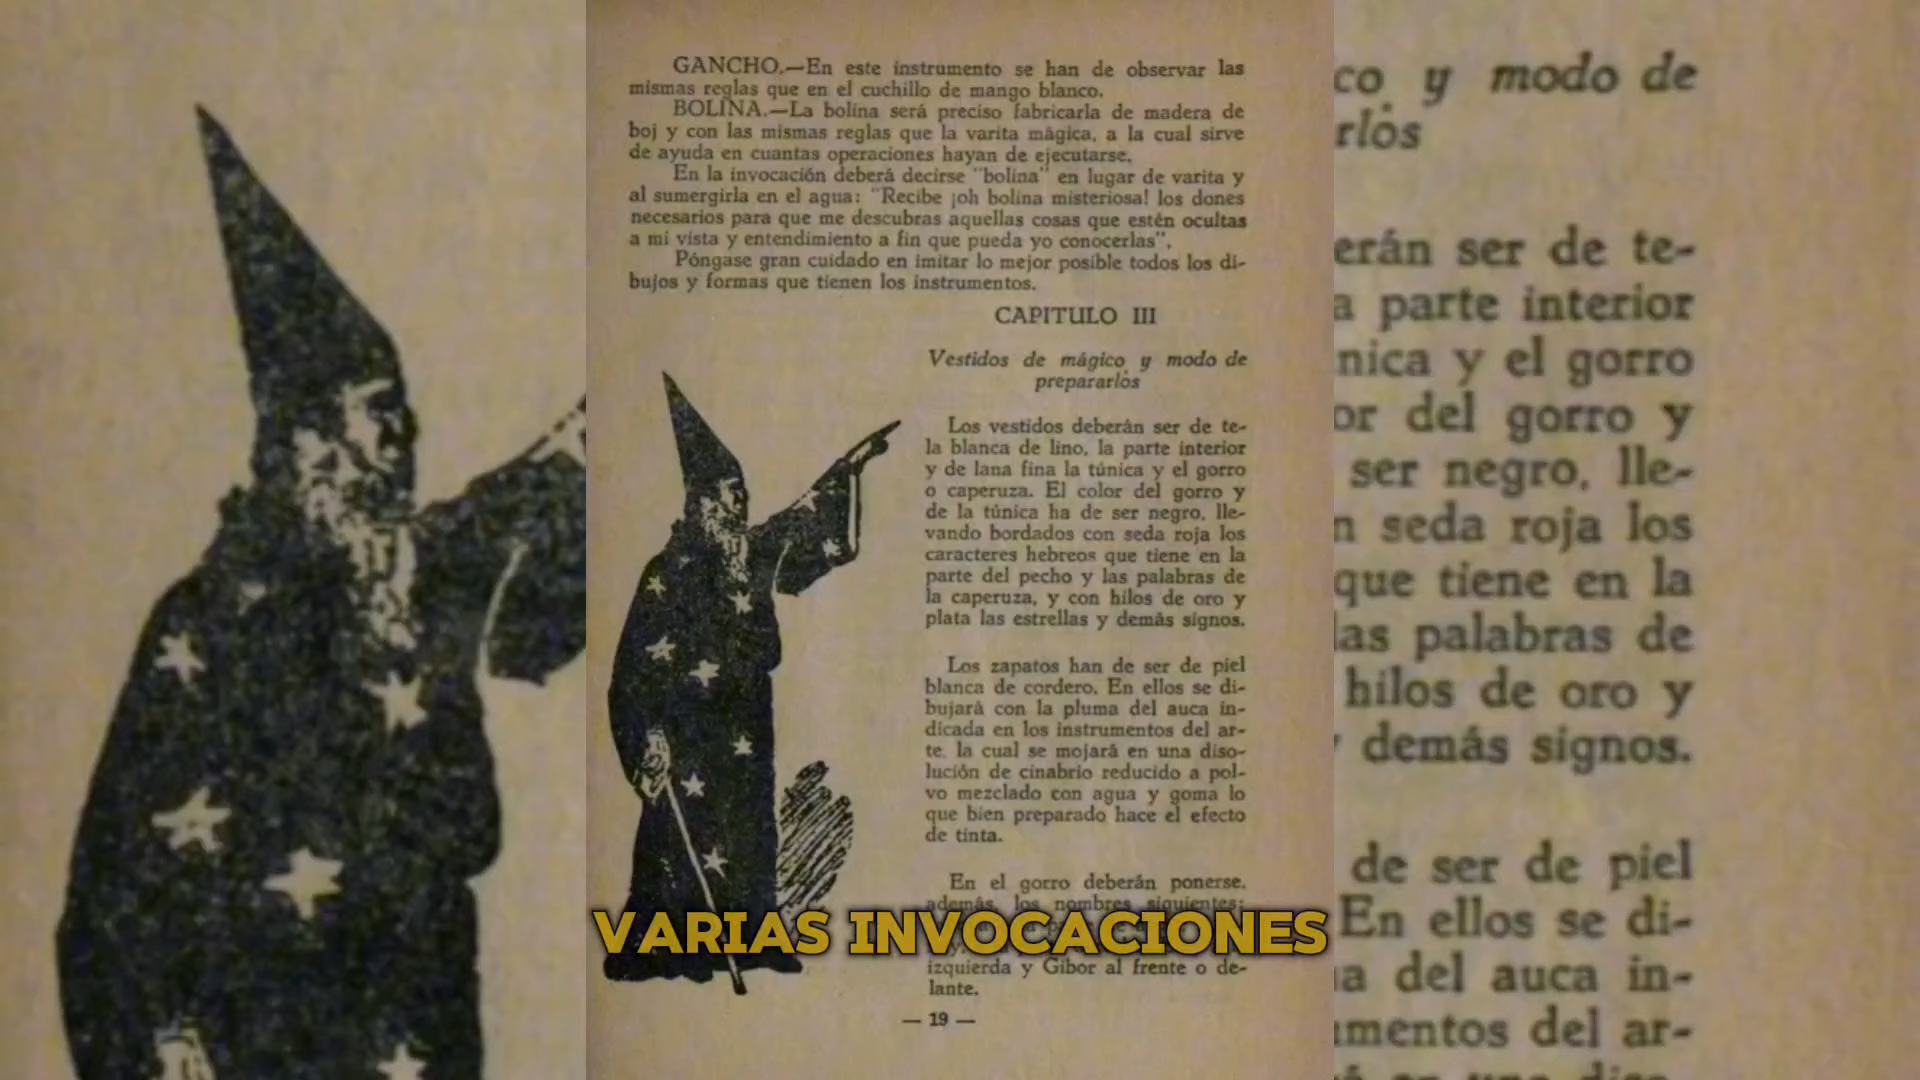 GANCHO.—En este instrumento se han de observar las
mismas reglas que en el cuchillo de mango blanco.
BOLINA.—La bolina será preciso fabricarla de madera de
boj y con las mismas reglas que la varita mágica, a la cual sirve
de ayuda en cuantas operaciones hayan de ejecutarse.
En la invocación deberá decirse "bolina" en lugar de varita y
al sumergirla en el agua: "Recibe ¡oh bolina misteriosa! los dones
necesarios para que me descubras aquellas cosas que estén ocultas
a mi vista y entendimiento a fin que pueda yo conocerlas".
Póngase gran cuidado en imitar lo mejor posible todos los di-
bujos y formas que tienen los instrumentos.
CAPITULO III
Vestidos de mágico y modo de
prepararlos
Los vestidos deberán ser de te-
la blanca de lino, la parte interior
y de lana fina la túnica y el gorro
o caperuza. El color del gorro y
de la túnica ha de ser negro, lle-
vando bordados con seda roja los
caracteres hebreos que tiene en la
parte del pecho y las palabras de
la caperuza, y con hilos de oro y
plata las estrellas y demás signos.
Los zapatos han de ser de piel
blanca de cordero. En ellos se di-
bujará con la pluma del auca in-
dicada en los instrumentos del ar-
te, la cual se mojará en una diso-
lución de cinabrio reducido a pol-
vo mezclado con agua y goma lo
que bien preparado hace el efecto
de tinta.
En el gorro deberán ponerse,
además, los nombres siguientes:
VARIAS INVOCACIONES
izquierda y Gibor al frente o de-
lante.
— 19 —
co y modo de
rlos
erán ser de te-
a parte interior
nica y el gorro
or del gorro y
ser negro, lle-
n seda roja los
que tiene en la
las palabras de
hilos de oro y
demás signos.
de ser de piel
En ellos se di-
a del auca in-
mentos del ar-